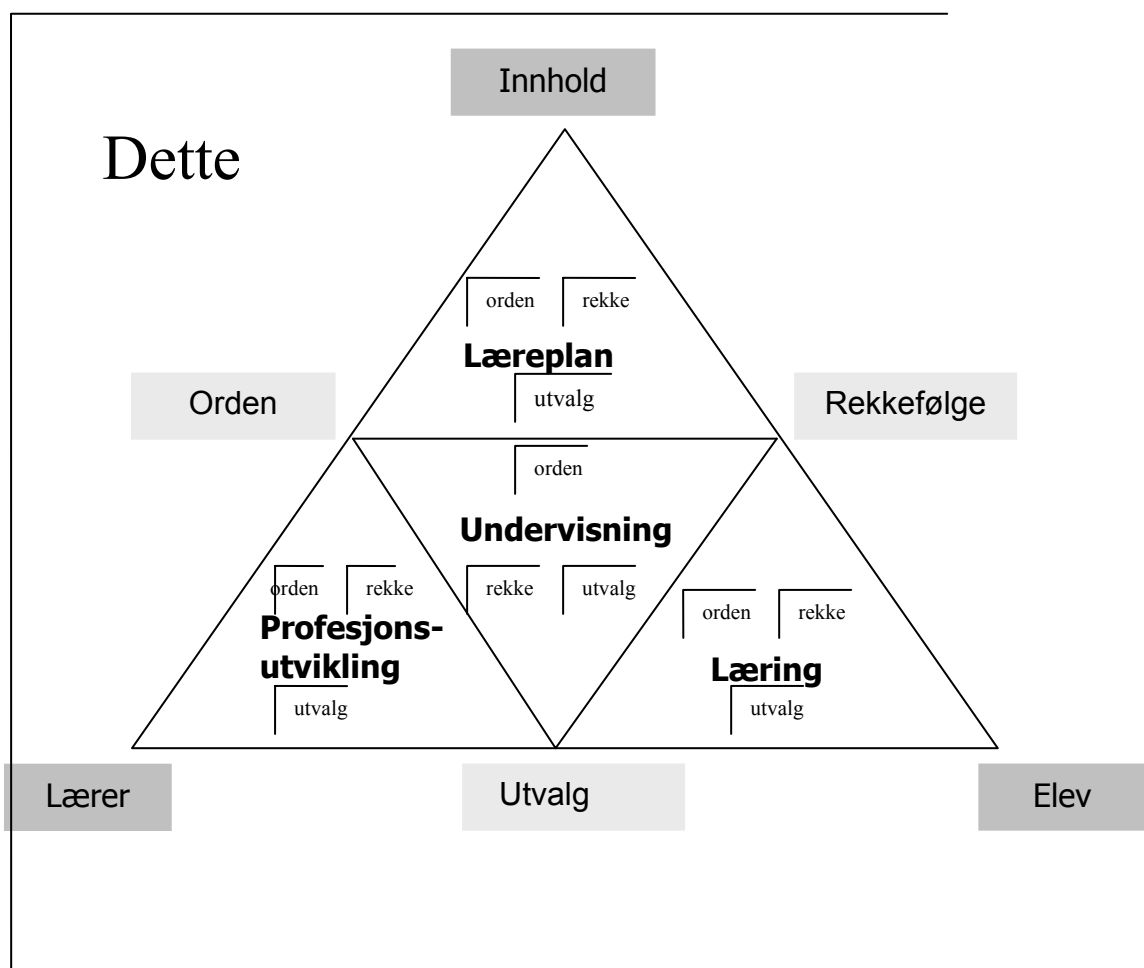 Innhold
Dette
orden rekke
Læreplan
utvalg
Orden
Rekkefølge
orden
Undervisning
rekke utvalg
orden rekke
Profesjons-
utvikling
utvalg
orden rekke
Læring
utvalg
Lærer
Utvalg
Elev